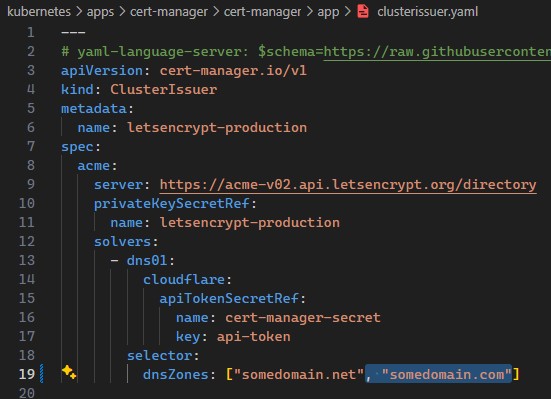 kubernetes > apps > cert-manager > cert-manager > app > clusterissuer.yaml
1 ---
2 # yaml-language-server: $schema=https://raw.githubuserconten
3 apiVersion: cert-manager.io/v1
4 kind: ClusterIssuer
5 metadata:
6 name: letsencrypt-production
7 spec:
8 acme:
9 server: https://acme-v02.api.letsencrypt.org/directory
10 privateKeySecretRef:
11 name: letsencrypt-production
12 solvers:
13 - dns01:
14 cloudflare:
15 apiTokenSecretRef:
16 name: cert-manager-secret
17 key: api-token
18 selector:
19 dnsZones: ["somedomain.net", "somedomain.com"]
20